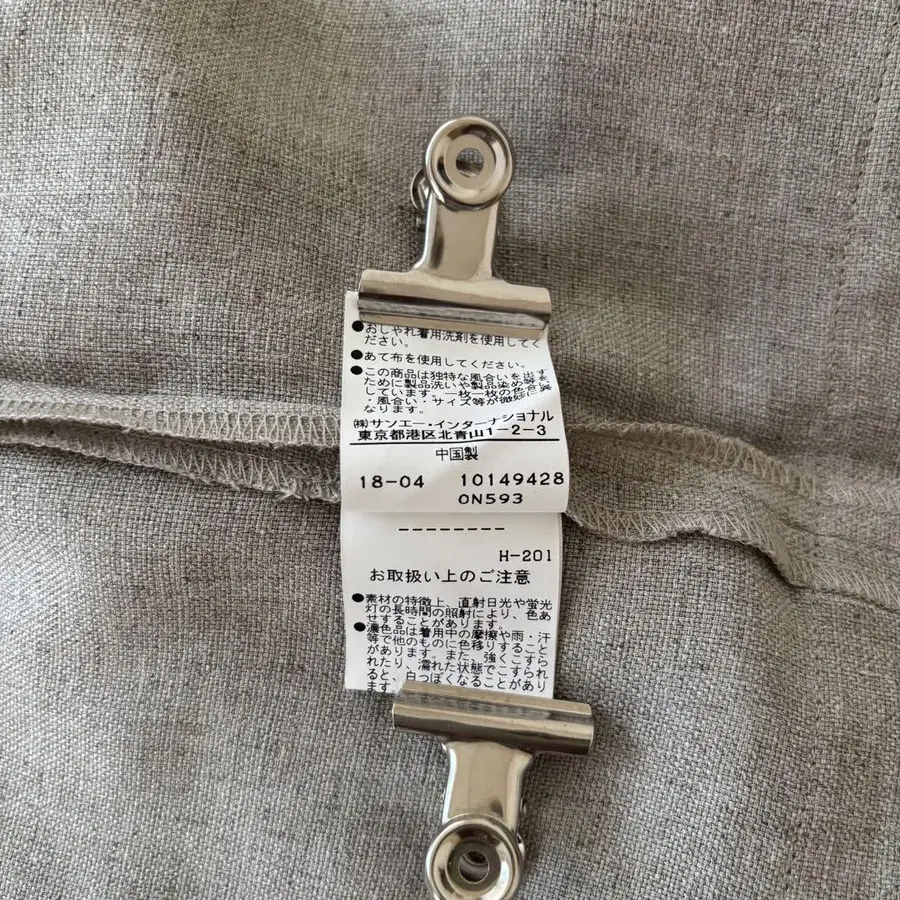 ●おしゃれ着用洗剤を使用してく
ださい。
●あて布を使用してください。
●この商品は独特な風合いを出す
ために製品洗いや製品染め等を
しています。一枚一枚の色合い
・風合い・サイズ等が微妙に異
なります。
㈱サンエー・インターナショナル
東京都港区北青山1-2-3
中国製
18-04 10149428
0N593
--------
H-201
お取扱い上のご注意
●素材の特徴上、直射日光や蛍光
灯の長時間の照射により、色あ
せすることがあります。
●濃色品は着用中の摩擦や雨・汗
等で他のものに色移りすること
があります。また、強くこすら
れたり、濡れた状態でこすられ
ると、白っぽくなることがあり
ます。